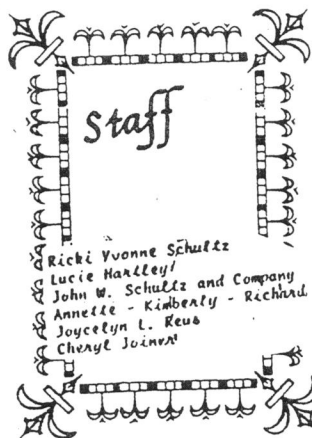 Staff
Ricki Yvonne Schultz
Lucie Hartley
John W. Schultz and Company
Annette - Kimberly - Richard
Joycelyn L. Reus
Cheryl Joiner